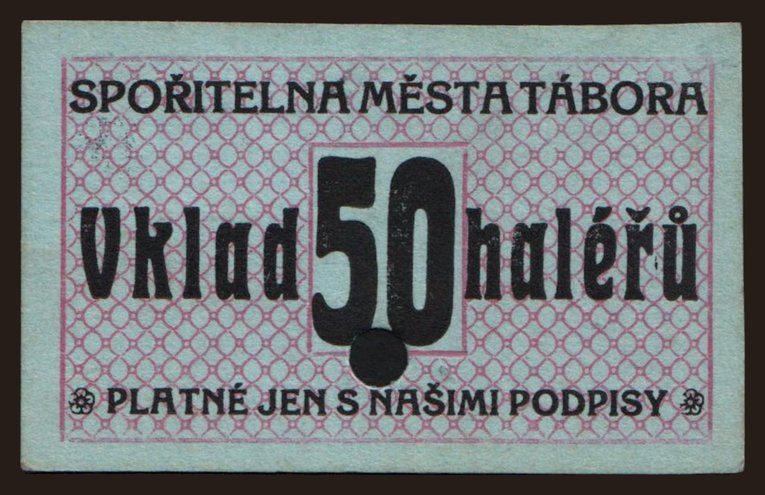 SPOŘITELNA MĚSTA TÁBORA
Vklad 50 haléřů
PLATNÉ JEN S NAŠIMI PODPISY